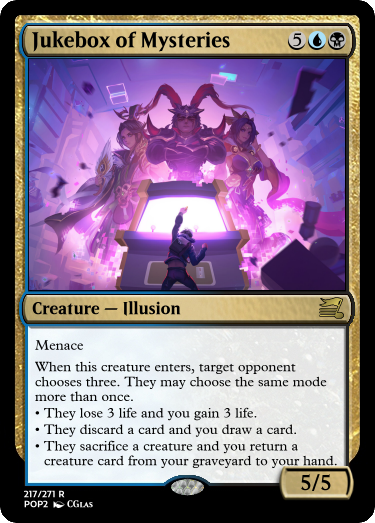 Jukebox of Mysteries 5
Creature — Illusion
Menace
When this creature enters, target opponent
chooses three. They may choose the same mode
more than once.
• They lose 3 life and you gain 3 life.
• They discard a card and you draw a card.
• They sacrifice a creature and you return a
creature card from your graveyard to your hand.
5/5
217/271 R
POP2 CGlas